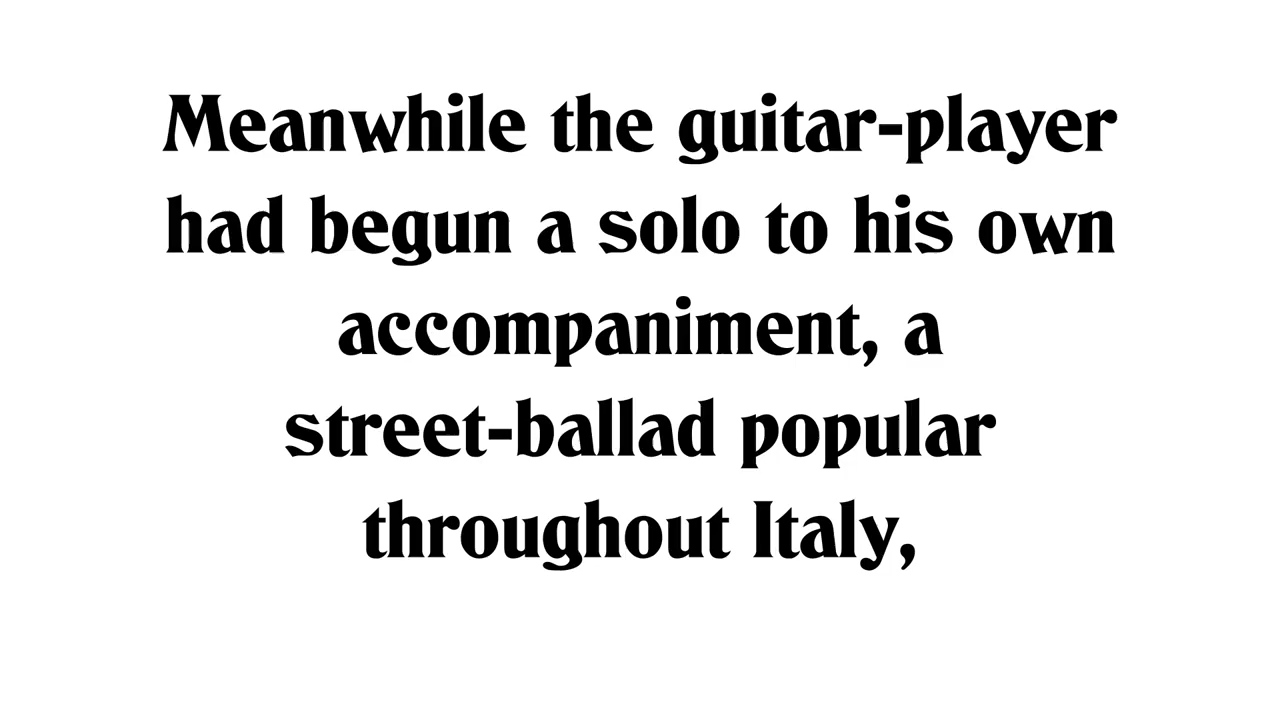 Meanwhile the guitar-player
had begun a solo to his own
accompaniment, a
street-ballad popular
throughout Italy,